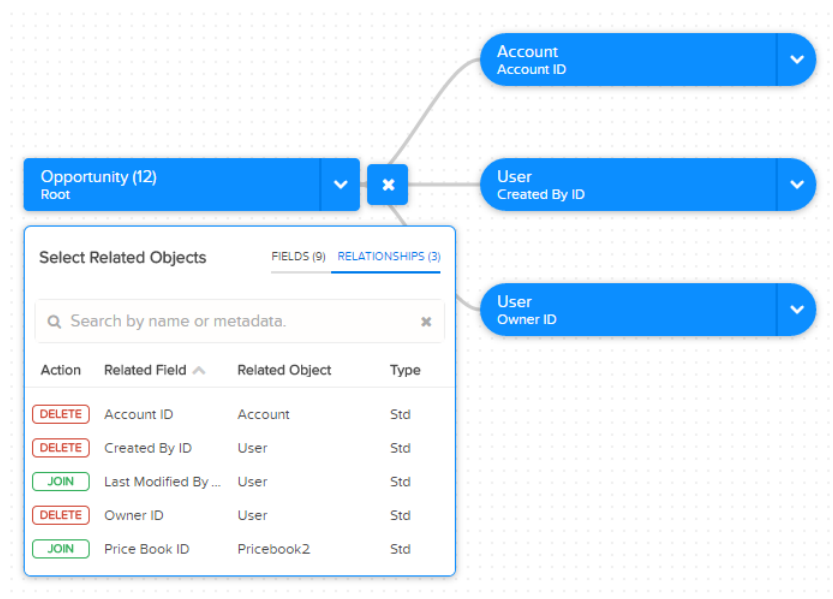 Account
Account ID
Opportunity (12)
Root
User
Created By ID
Select Related Objects FIELDS (9) RELATIONSHIPS (3)
Search by name or metadata.
User
Owner ID
Action Related Field Related Object Type
DELETE Account ID Account Std
DELETE Created By ID User Std
JOIN Last Modified By ... User Std
DELETE Owner ID User Std
JOIN Price Book ID Pricebook2 Std